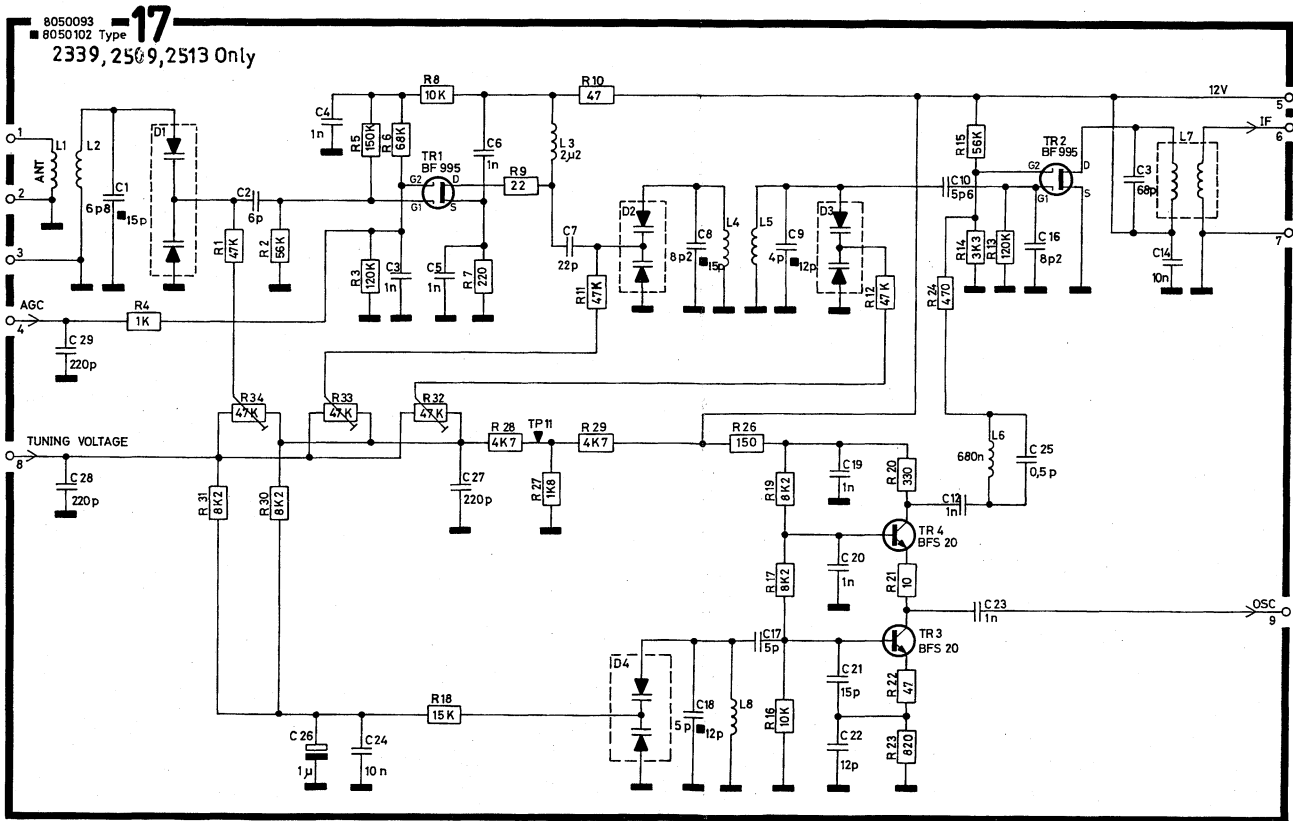 8050093
■ 8050102 Type 17
2339, 2509, 2513 Only
1
2
3
AGC
4
TUNING VOLTAGE
8
L1
ANT
L2
C1
6p8
■15p
D1
R1
47K
C2
6p
R2
56K
C4
1n
R5
150K
R6
68K
R8
10K
C6
1n
L3
2µ2
R10
47
TR1
BF 995
G2
G1
D
S
R9
22
R3
120K
C3
1n
C5
1n
R7
220
C7
22p
R11
47K
D2
C8
8p2
■15p
L4
L5
C9
4p
■12p
D3
R12
47K
C10
5p6
R15
56K
TR2
BF 995
G2
G1
D
S
R14
3K3
R13
120K
C16
8p2
R24
470
C3
68p
L7
C14
10n
12V
5
IF
6
7
R4
1K
C 29
220p
R34
47K
R33
47K
R32
47K
C 28
220p
R 31
8K2
R30
8K2
C 27
220p
R 28
4K7
TP11
R 29
4K7
R 27
1K8
R 26
150
R19
8K2
C19
1n
R 20
330
C12
1n
L6
680n
C 25
0,5 p
TR4
BFS 20
R17
8K2
C 20
1n
R 21
10
C 23
1n
OSC
9
TR3
BFS 20
C17
5p
D4
C18
5p
■12p
L8
R16
10K
C 21
15p
C 22
12p
R 22
47
R 23
820
R18
15K
C 26
1µ
C 24
10n